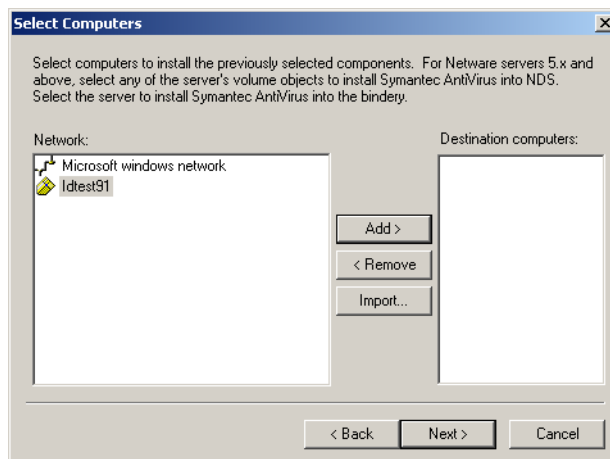 Select Computers
Select computers to install the previously selected components. For Netware servers 5.x and
above, select any of the server's volume objects to install Symantec AntiVirus into NDS.
Select the server to install Symantec AntiVirus into the bindery.
Network:
Destination computers:
Microsoft windows network
Idtest91
Add >
< Remove
Import...
< Back
Next >
Cancel